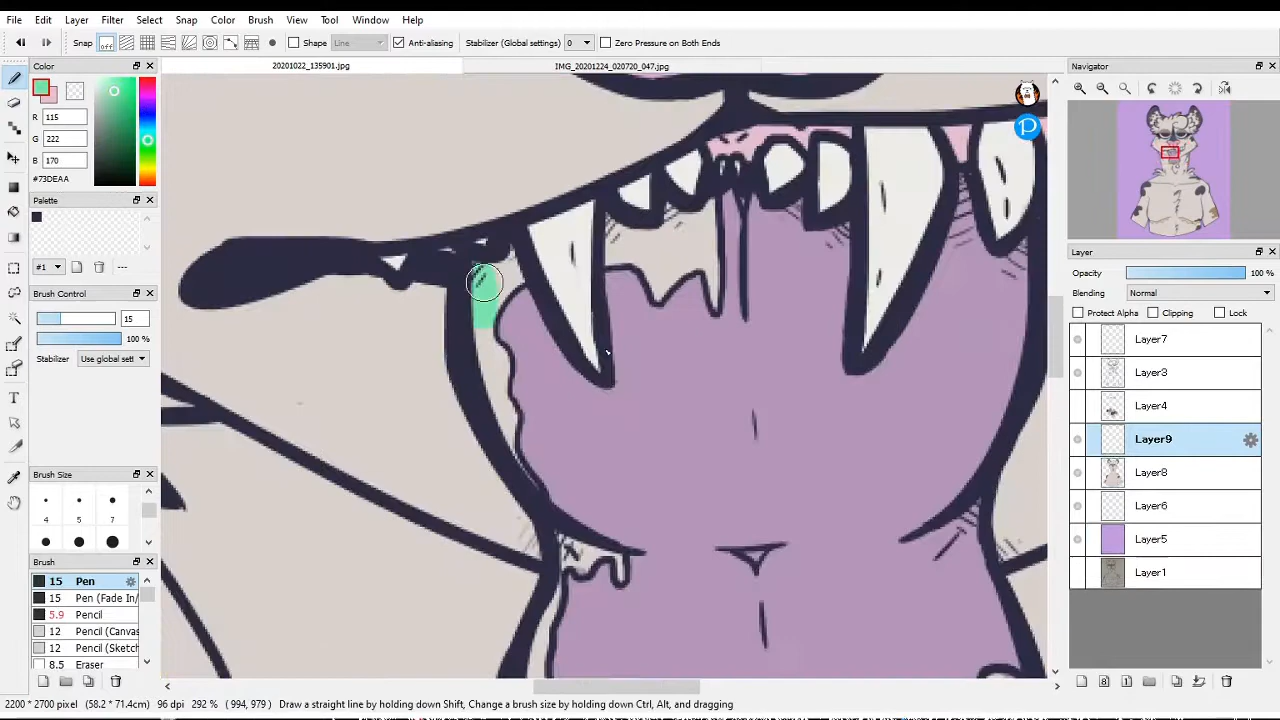 File Edit Layer Filter Select Snap Color Brush View Tool Window Help
Snap off Shape Line Anti-aliasing Stabilizer (Global settings) 0 Zero Pressure on Both Ends
Color
20201022_135901.jpg
IMG_20201224_020720_047.jpg
Navigator
R 115
G 222
B 170
#73DEAA
Palette
#1
---
Brush Control
15
100 %
Stabilizer Use global sett
Brush Size
4 5 7
Brush
15 Pen
15 Pen (Fade In/
5.9 Pencil
12 Pencil (Canvas
12 Pencil (Sketch
8.5 Eraser
Layer
Opacity 100 %
Blending Normal
Protect Alpha Clipping Lock
Layer7
Layer3
Layer4
Layer9
Layer8
Layer6
Layer5
Layer1
2200 * 2700 pixel (58.2 * 71.4cm) 96 dpi 292 % ( 994, 979 ) Draw a straight line by holding down Shift, Change a brush size by holding down Ctrl, Alt, and dragging